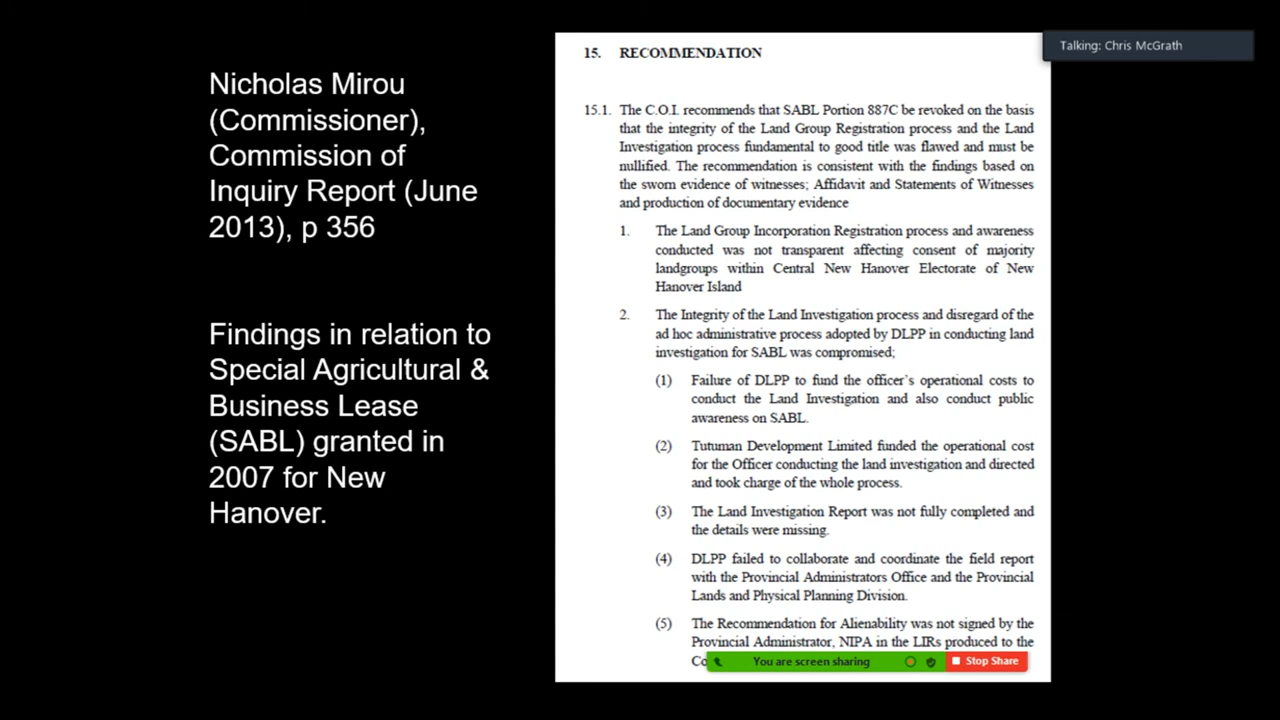 Talking: Chris McGrath
Nicholas Mirou
(Commissioner),
Commission of
Inquiry Report (June
2013), p 356
Findings in relation to
Special Agricultural &
Business Lease
(SABL) granted in
2007 for New
Hanover.
15. RECOMMENDATION
15.1. The C.O.I. recommends that SABL Portion 887C be revoked on the basis
that the integrity of the Land Group Registration process and the Land
Investigation process fundamental to good title was flawed and must be
nullified. The recommendation is consistent with the findings based on
the sworn evidence of witnesses; Affidavit and Statements of Witnesses
and production of documentary evidence
1. The Land Group Incorporation Registration process and awareness
conducted was not transparent affecting consent of majority
landgroups within Central New Hanover Electorate of New
Hanover Island
2. The Integrity of the Land Investigation process and disregard of the
ad hoc administrative process adopted by DLPP in conducting land
investigation for SABL was compromised;
(1) Failure of DLPP to fund the officer's operational costs to
conduct the Land Investigation and also conduct public
awareness on SABL.
(2) Tutuman Development Limited funded the operational cost
for the Officer conducting the land investigation and directed
and took charge of the whole process.
(3) The Land Investigation Report was not fully completed and
the details were missing.
(4) DLPP failed to collaborate and coordinate the field report
with the Provincial Administrators Office and the Provincial
Lands and Physical Planning Division.
(5) The Recommendation for Alienability was not signed by the
Provincial Administrator, NIPA in the LIRs produced to the
You are screen sharing
Stop Share